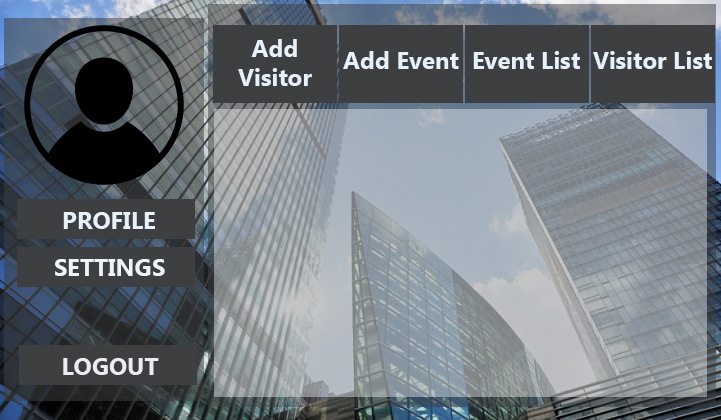 Add
Visitor
Add Event
Event List
Visitor List
PROFILE
SETTINGS
LOGOUT